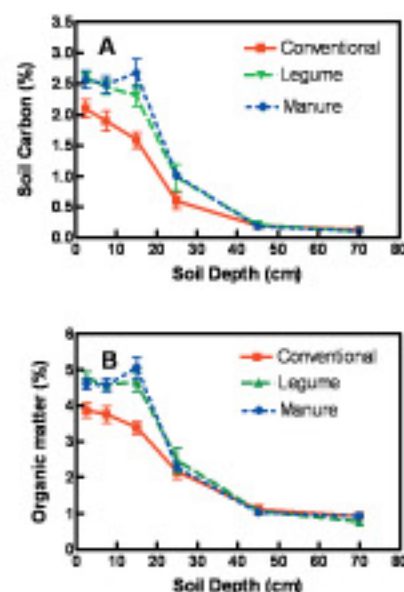 A
Conventional
Legume
Manure
Soil Carbon (%)
3.5
3.0
2.5
2.0
1.5
1.0
0.5
0.0
0 10 20 30 40 50 60 70 80
Soil Depth (cm)
B
Conventional
Legume
Manure
Organic matter (%)
6
5
4
3
2
1
0
0 10 20 30 40 50 60 70 80
Soil Depth (cm)